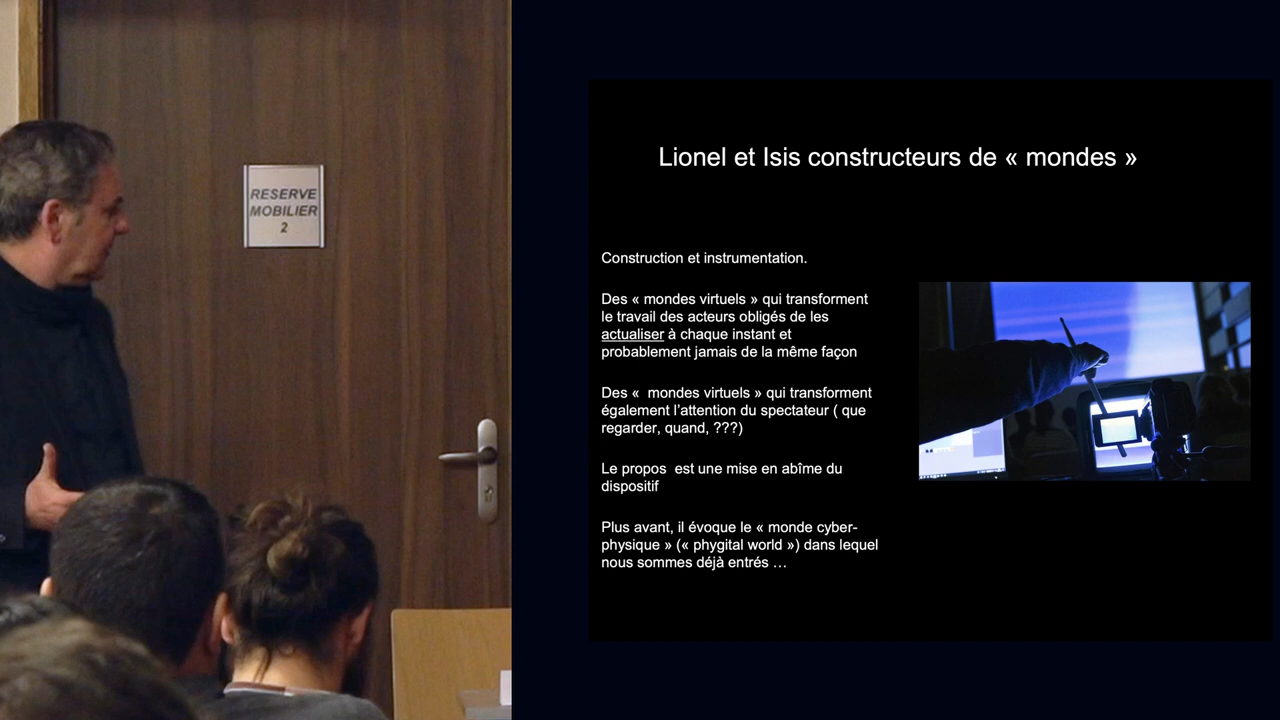 RESERVE
MOBILIER
2
Lionel et Isis constructeurs de « mondes »
Construction et instrumentation.
Des « mondes virtuels » qui transforment
le travail des acteurs obligés de les
actualiser à chaque instant et
probablement jamais de la même façon
Des «  mondes virtuels » qui transforment
également l'attention du spectateur ( que
regarder, quand, ???)
Le propos  est une mise en abîme du
dispositif
Plus avant, il évoque le « monde cyber-
physique » (« phygital world ») dans lequel
nous sommes déjà entrés …